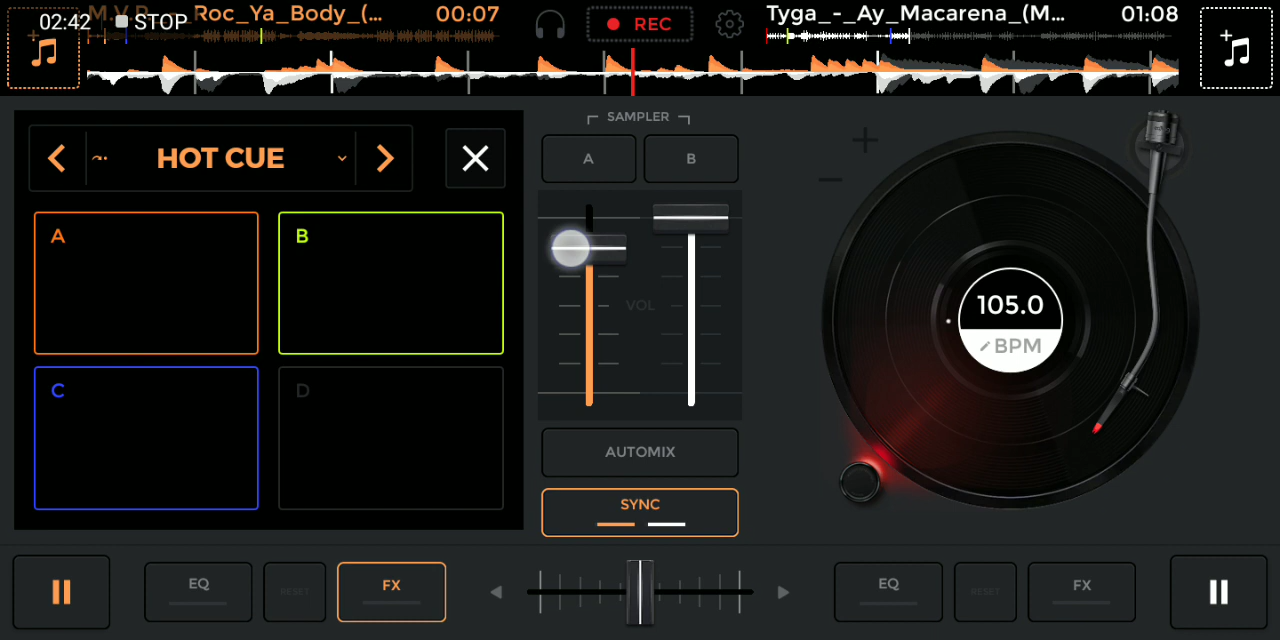 02:42 STOP
M.V.P._-_Roc_Ya_Body_(... 00:07
REC
Tyga_-_Ay_Macarena_(M... 01:08
SAMPLER
HOT CUE
A
B
A
B
C
D
VOL
105.0
BPM
AUTOMIX
SYNC
EQ
RESET
FX
EQ
RESET
FX